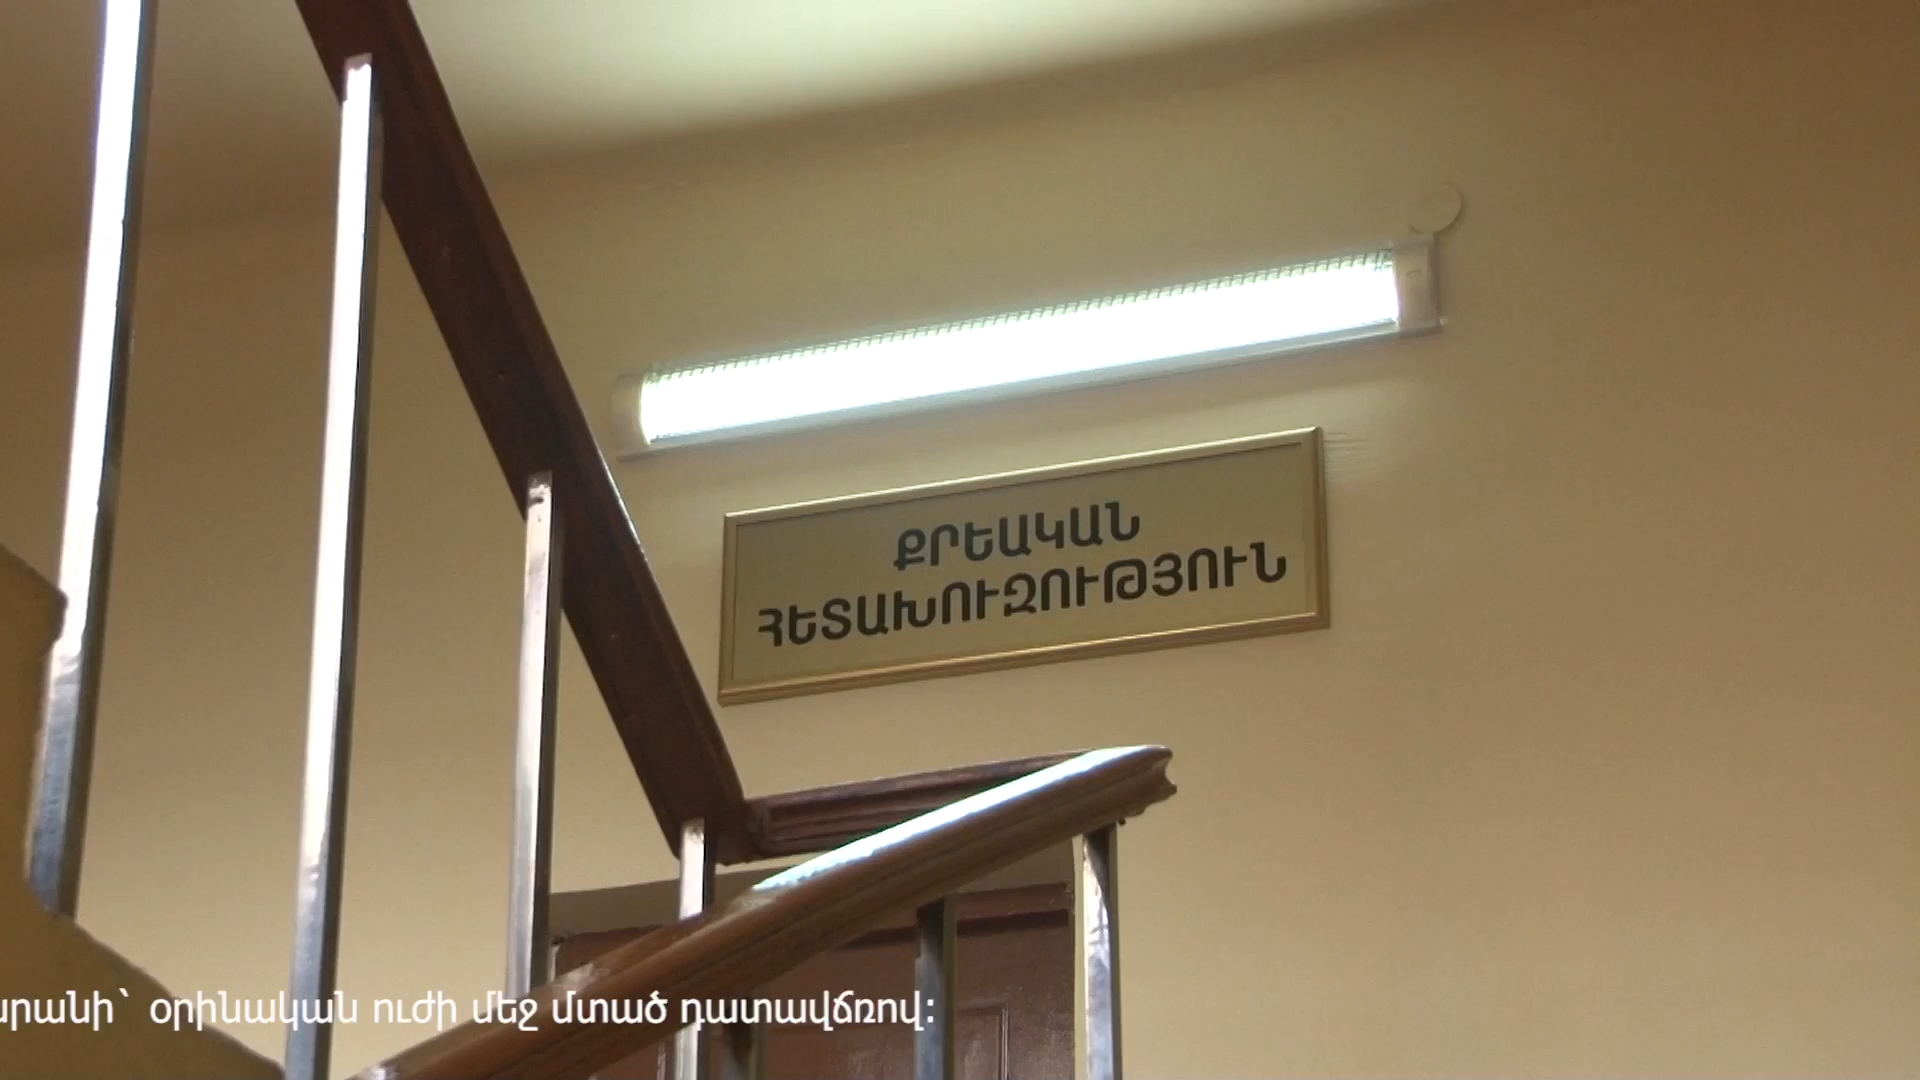 ՔՐԵԱԿԱՆ
ՀԵՏԱԽՈՒԶՈՒԹՅՈՒՆ
օրինական ուժի մեջ մտած դատավճռով: